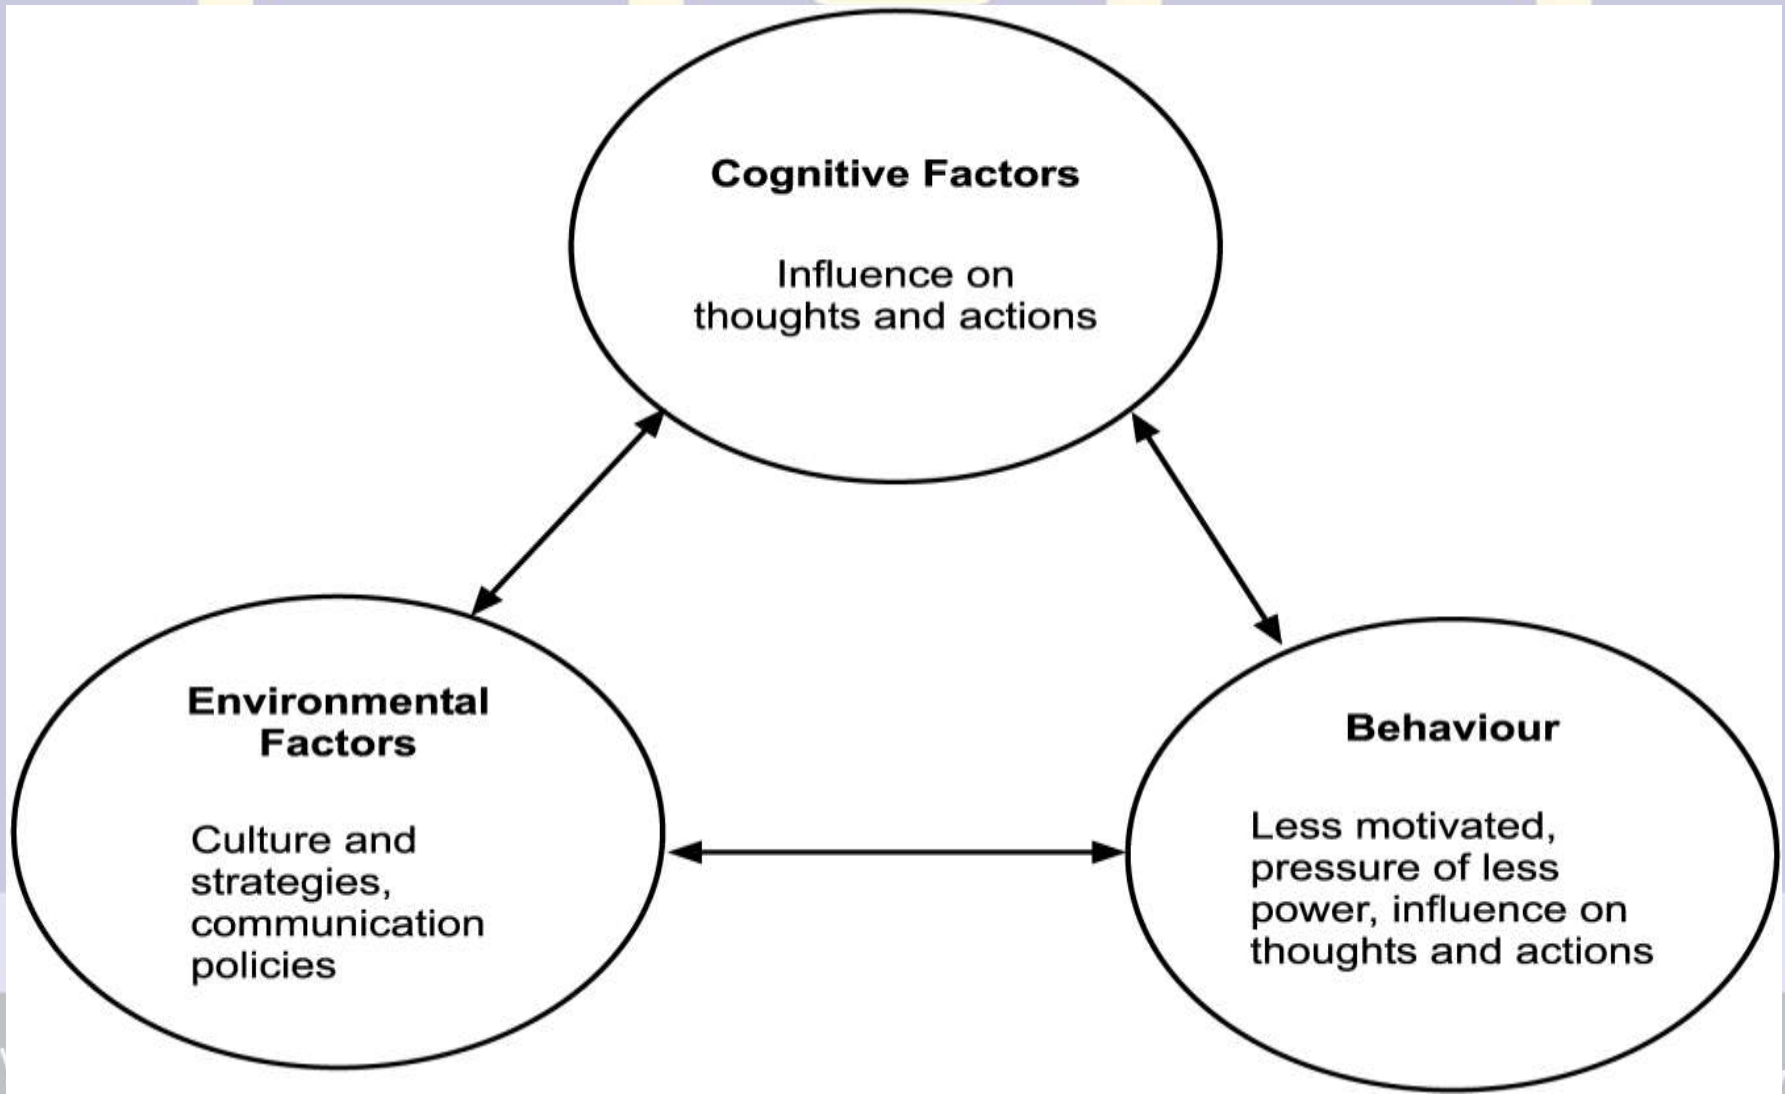 Cognitive Factors
Influence on
thoughts and actions
Environmental
Factors
Culture and
strategies,
communication
policies
Behaviour
Less motivated,
pressure of less
power, influence on
thoughts and actions